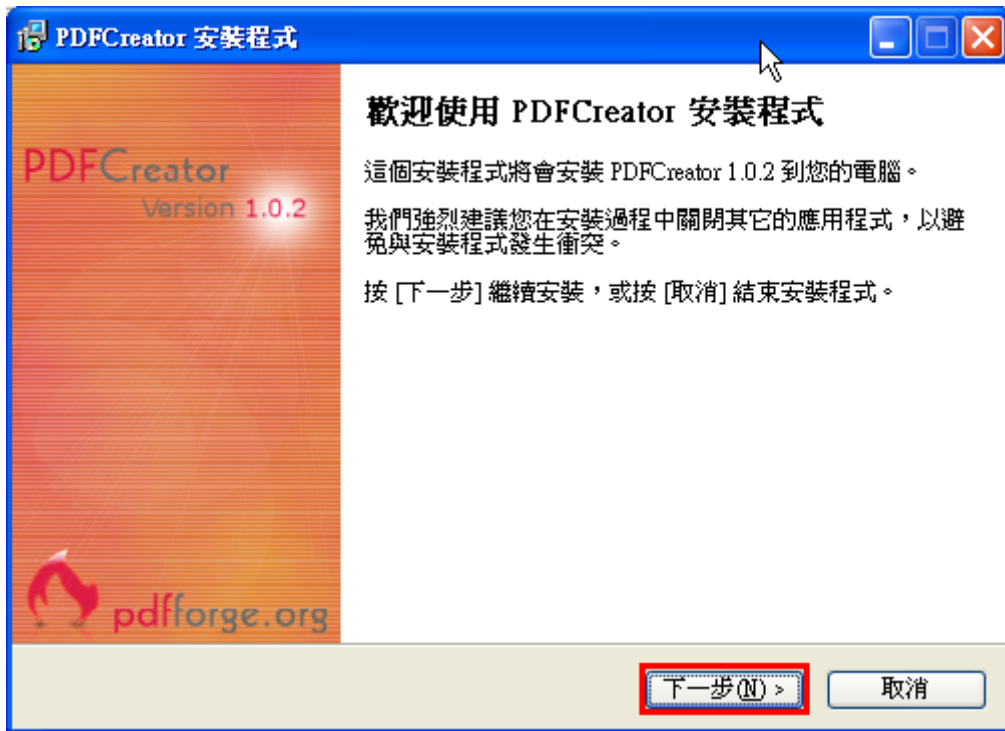 PDFCreator 安裝程式
PDFCreator
Version 1.0.2
歡迎使用 PDFCreator 安裝程式
這個安裝程式將會安裝 PDFCreator 1.0.2 到您的電腦。
我們強烈建議您在安裝過程中關閉其它的應用程式，以避
免與安裝程式發生衝突。
按 [下一步] 繼續安裝，或按 [取消] 結束安裝程式。
pdfforge.org
下一步(N) >
取消